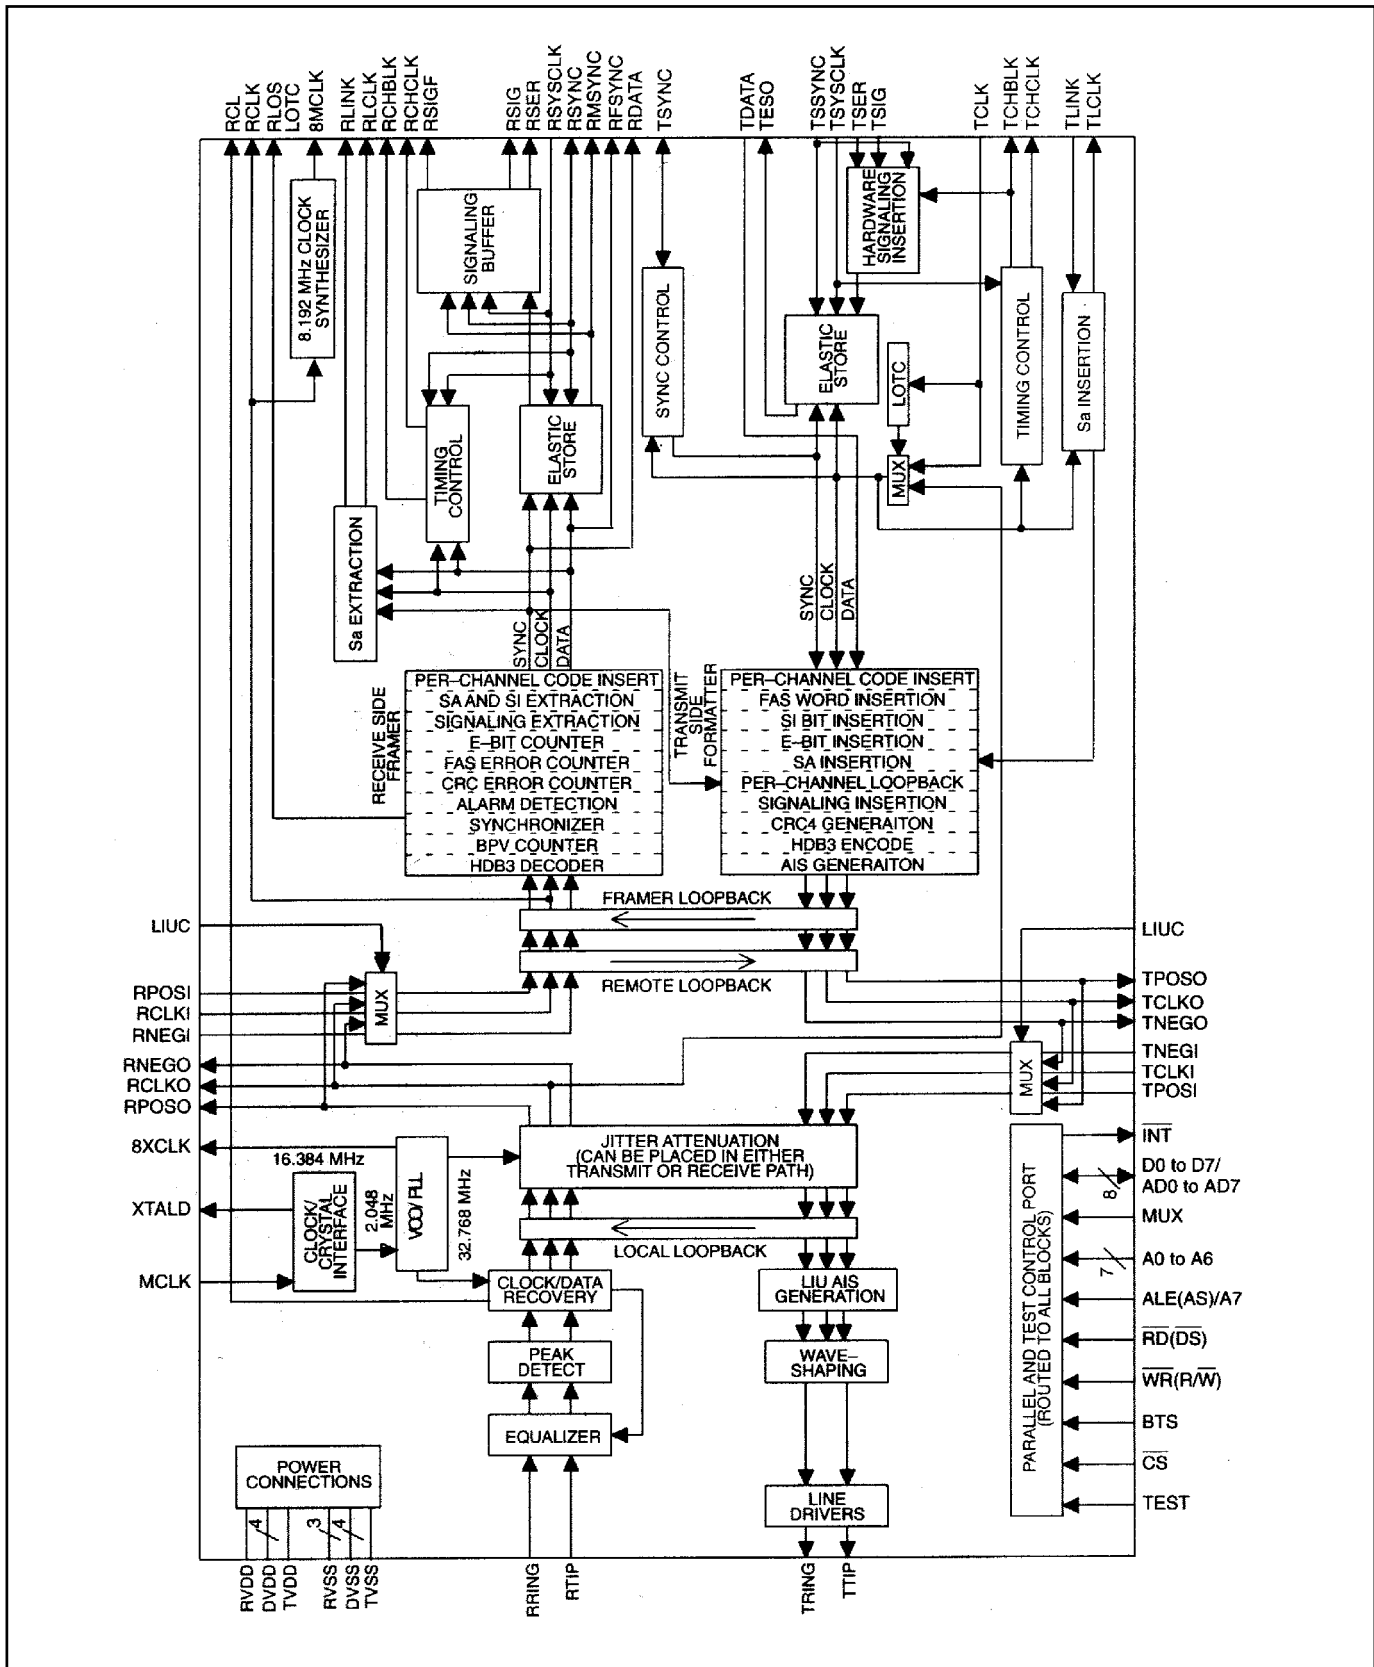 RCL
RCLK
RLOS
LOTC
8MCLK
RLINK
RLCLK
RCHBLK
RCHCLK
RSIGF
RSIG
RSER
RSYSCLK
RSYNC
RMSYNC
RFSYNC
RDATA
TSYNC
TDATA
TESO
TSSYNC
TSYSCLK
TSER
TSIG
TCLK
TCHBLK
TCHCLK
TLINK
TLCLK
8.192 MHz CLOCK
SYNTHESIZER
SIGNALING
BUFFER
SYNC CONTROL
HARDWARE
SIGNALING
INSERTION
ELASTIC
STORE
LOTC
MUX
TIMING CONTROL
Sa INSERTION
TIMING
CONTROL
ELASTIC
STORE
Sa EXTRACTION
SYNC
CLOCK
DATA
SYNC
CLOCK
DATA
RECEIVE SIDE
FRAMER
PER–CHANNEL CODE INSERT
SA AND SI EXTRACTION
SIGNALING EXTRACTION
E–BIT COUNTER
FAS ERROR COUNTER
CRC ERROR COUNTER
ALARM DETECTION
SYNCHRONIZER
BPV COUNTER
HDB3 DECODER
TRANSMIT
SIDE
FORMATTER
PER–CHANNEL CODE INSERT
FAS WORD INSERTION
SI BIT INSERTION
E–BIT INSERTION
SA INSERTION
PER–CHANNEL LOOPBACK
SIGNALING INSERTION
CRC4 GENERAITON
HDB3 ENCODE
AIS GENERAITON
FRAMER LOOPBACK
REMOTE LOOPBACK
LIUC
MUX
RPOSI
RCLKI
RNEGI
RNEGO
RCLKO
RPOSO
8XCLK
XTALD
MCLK
LIUC
TPOSO
TCLKO
TNEGO
TNEGI
TCLKI
TPOSI
MUX
JITTER ATTENUATION
(CAN BE PLACED IN EITHER
TRANSMIT OR RECEIVE PATH)
16.384 MHz
CLOCK/
CRYSTAL
INTERFACE
2.048
MHz
VCO/ PLL
32.768 MHz
LOCAL LOOPBACK
CLOCK/DATA
RECOVERY
PEAK
DETECT
EQUALIZER
LIU AIS
GENERATION
WAVE–
SHAPING
LINE
DRIVERS
PARALLEL AND TEST CONTROL PORT
(ROUTED TO ALL BLOCKS)
INT
8
D0 to D7/
AD0 to AD7
MUX
7
A0 to A6
ALE(AS)/A7
RD(DS)
WR(R/W)
BTS
CS
TEST
POWER
CONNECTIONS
4
3
4
RVDD
DVDD
TVDD
RVSS
DVSS
TVSS
RRING
RTIP
TRING
TTIP